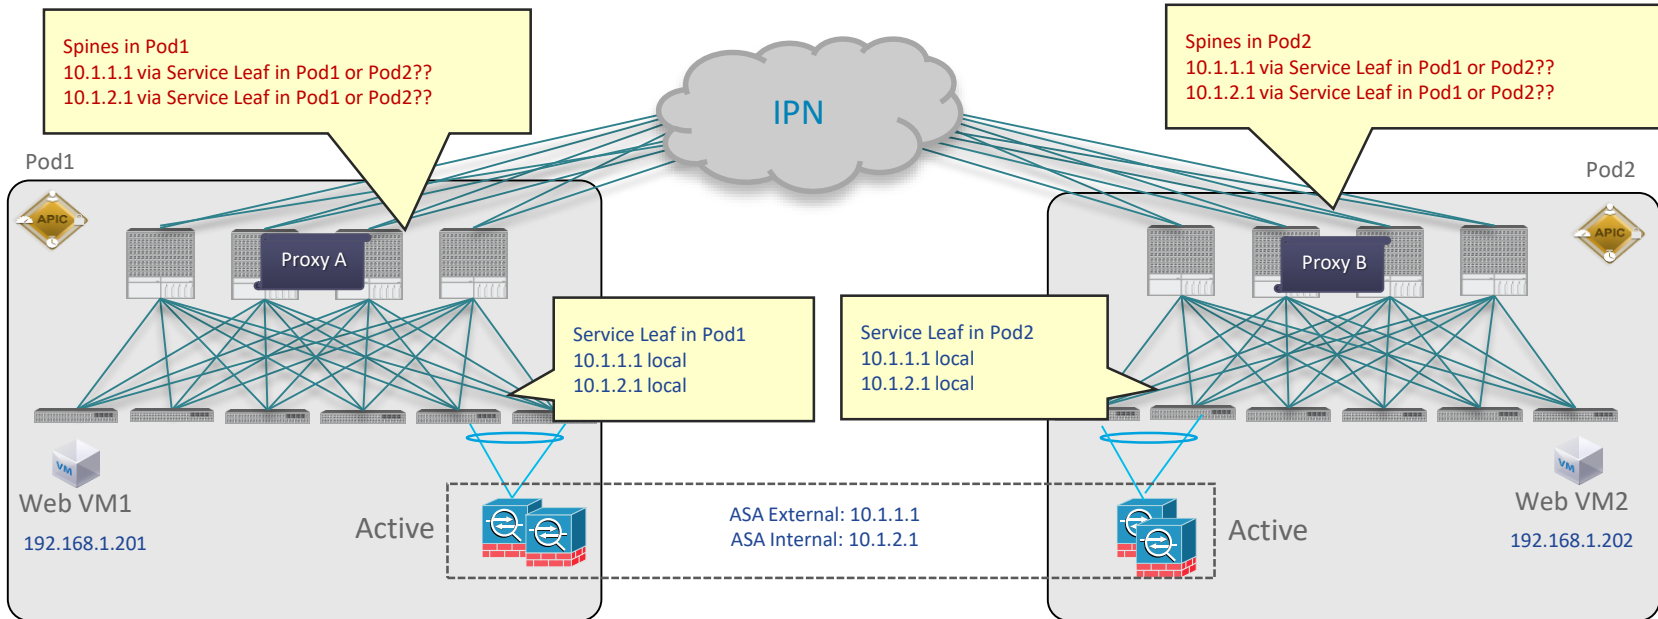 Spines in Pod1
10.1.1.1 via Service Leaf in Pod1 or Pod2??
10.1.2.1 via Service Leaf in Pod1 or Pod2??
IPN
Spines in Pod2
10.1.1.1 via Service Leaf in Pod1 or Pod2??
10.1.2.1 via Service Leaf in Pod1 or Pod2??
Pod1
Pod2
APIC
APIC
Proxy A
Proxy B
Service Leaf in Pod1
10.1.1.1 local
10.1.2.1 local
Service Leaf in Pod2
10.1.1.1 local
10.1.2.1 local
VM
Web VM1
192.168.1.201
Active
ASA External: 10.1.1.1
ASA Internal: 10.1.2.1
Active
VM
Web VM2
192.168.1.202